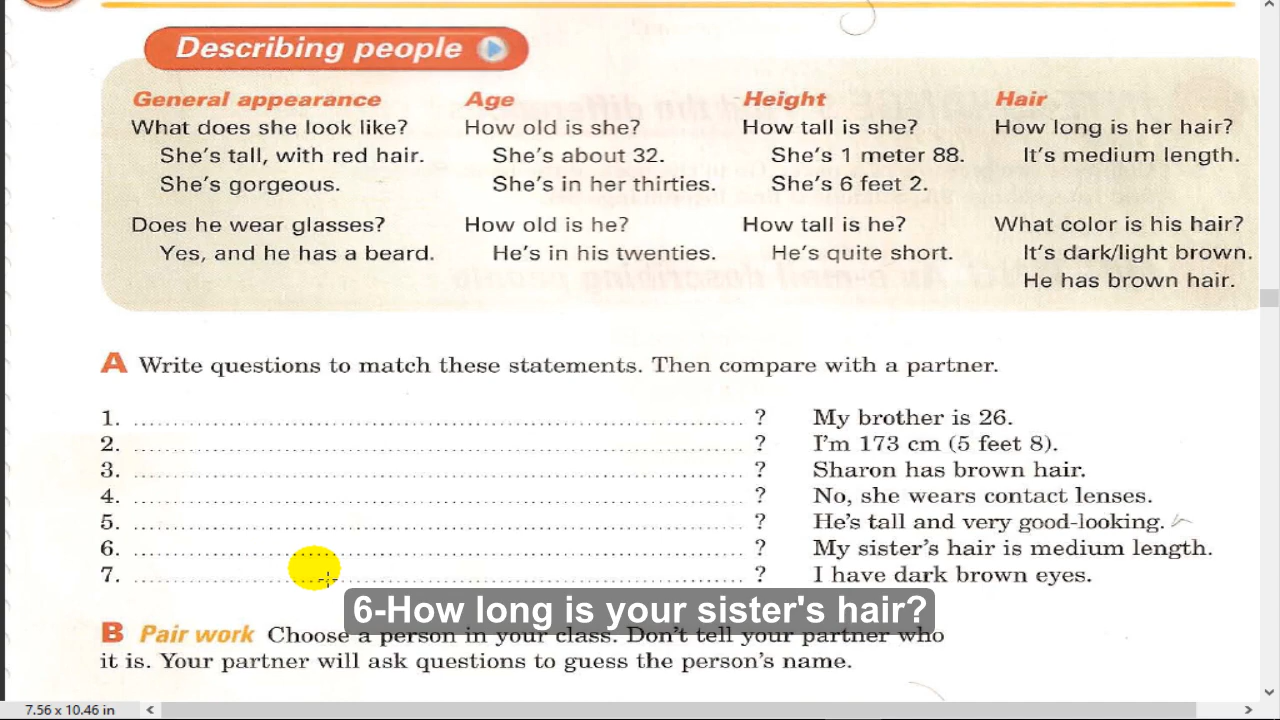 Describing people
General appearance
What does she look like?
She's tall, with red hair.
She's gorgeous.
Does he wear glasses?
Yes, and he has a beard.
Age
How old is she?
She's about 32.
She's in her thirties.
How old is he?
He's in his twenties.
Height
How tall is she?
She's 1 meter 88.
She's 6 feet 2.
How tall is he?
He's quite short.
Hair
How long is her hair?
It's medium length.
What color is his hair?
It's dark/light brown.
He has brown hair.
A Write questions to match these statements. Then compare with a partner.
1. ? My brother is 26.
2. ? I'm 173 cm (5 feet 8).
3. ? Sharon has brown hair.
4. ? No, she wears contact lenses.
5. ? He's tall and very good-looking.
6. ? My sister's hair is medium length.
7. ? I have dark brown eyes.
6-How long is your sister's hair?
B Pair work Choose a person in your class. Don't tell your partner who
it is. Your partner will ask questions to guess the person's name.
7.56 x 10.46 in